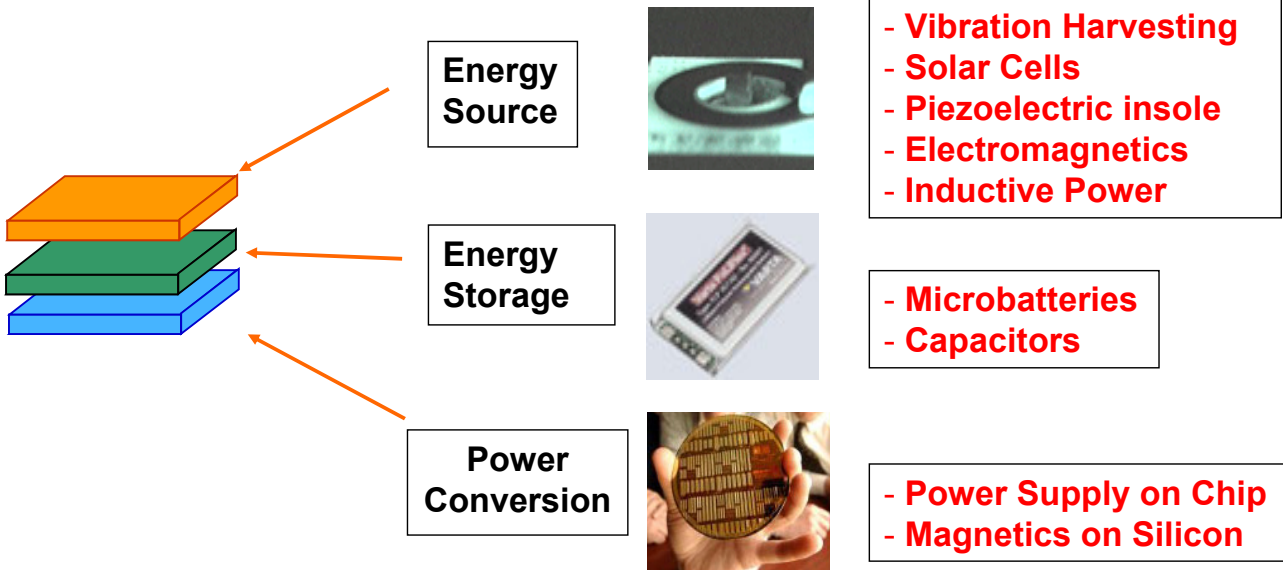 Energy
Source
- Vibration Harvesting
- Solar Cells
- Piezoelectric insole
- Electromagnetics
- Inductive Power
Energy
Storage
- Microbatteries
- Capacitors
Power
Conversion
- Power Supply on Chip
- Magnetics on Silicon